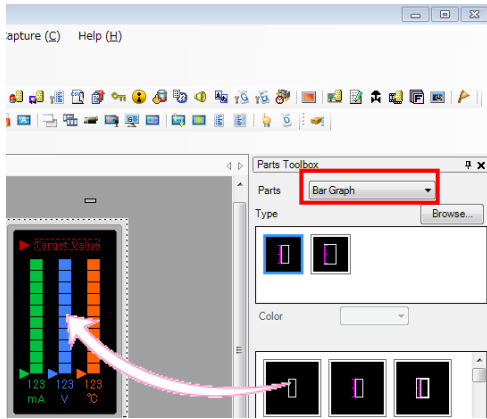 apture (C) Help (H)
Parts Toolbox
Parts Bar Graph
Type Browse...
Color
Target Value
123 123 123
mA V ℃